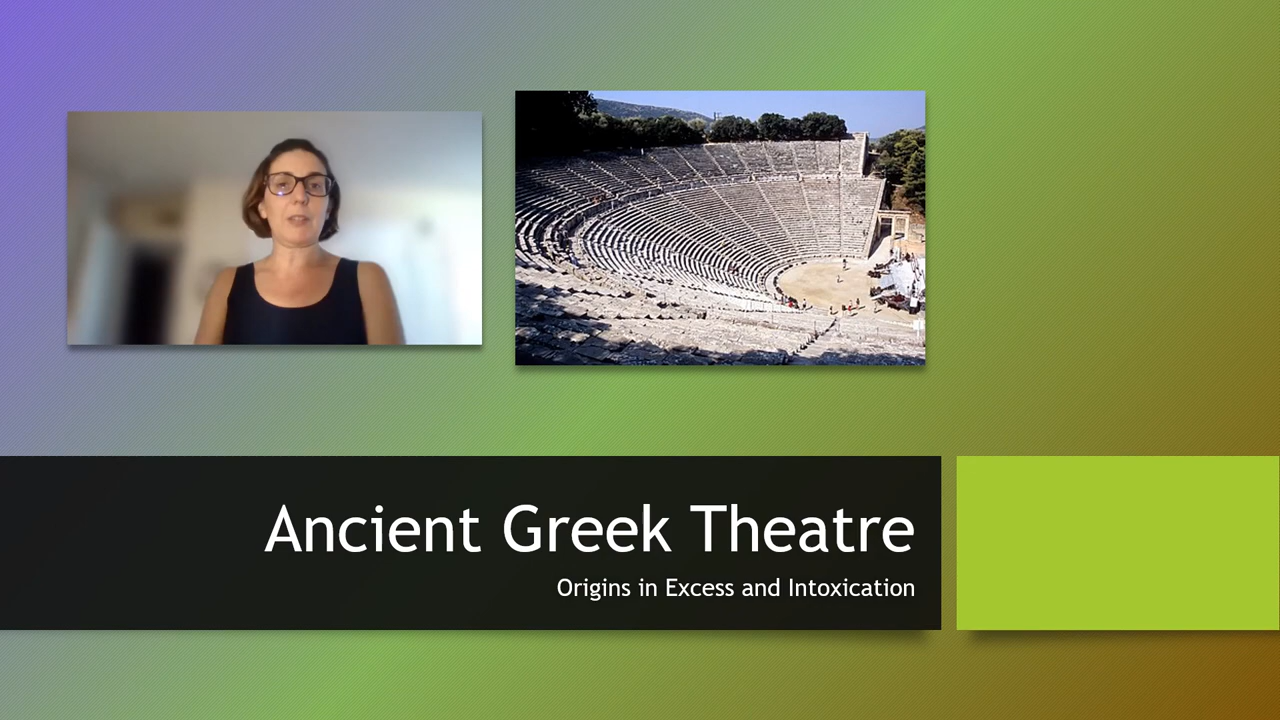 Ancient Greek Theatre
Origins in Excess and Intoxication